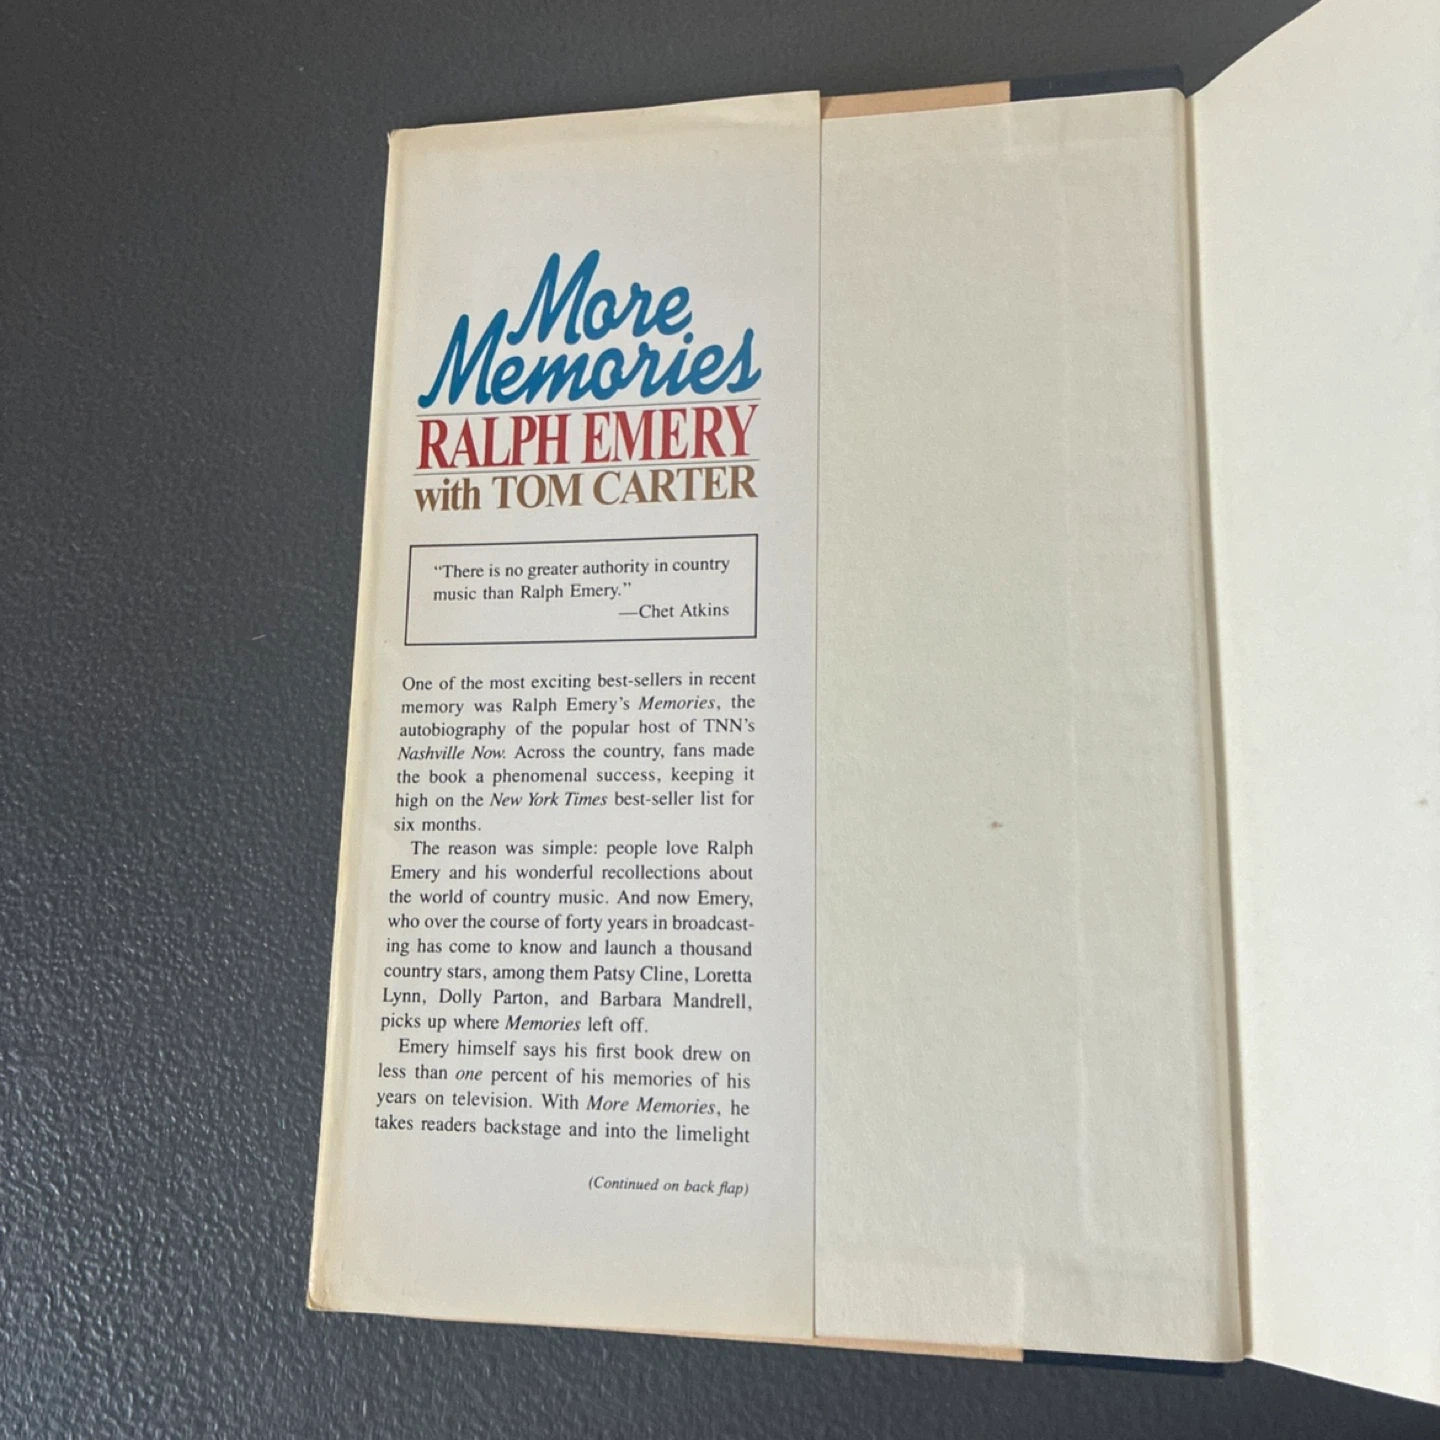 More
Memories
RALPH EMERY
with TOM CARTER
“There is no greater authority in country
music than Ralph Emery.”
—Chet Atkins
One of the most exciting best-sellers in recent
memory was Ralph Emery’s Memories, the
autobiography of the popular host of TNN’s
Nashville Now. Across the country, fans made
the book a phenomenal success, keeping it
high on the New York Times best-seller list for
six months.
The reason was simple: people love Ralph
Emery and his wonderful recollections about
the world of country music. And now Emery,
who over the course of forty years in broadcast-
ing has come to know and launch a thousand
country stars, among them Patsy Cline, Loretta
Lynn, Dolly Parton, and Barbara Mandrell,
picks up where Memories left off.
Emery himself says his first book drew on
less than one percent of his memories of his
years on television. With More Memories, he
takes readers backstage and into the limelight
(Continued on back flap)